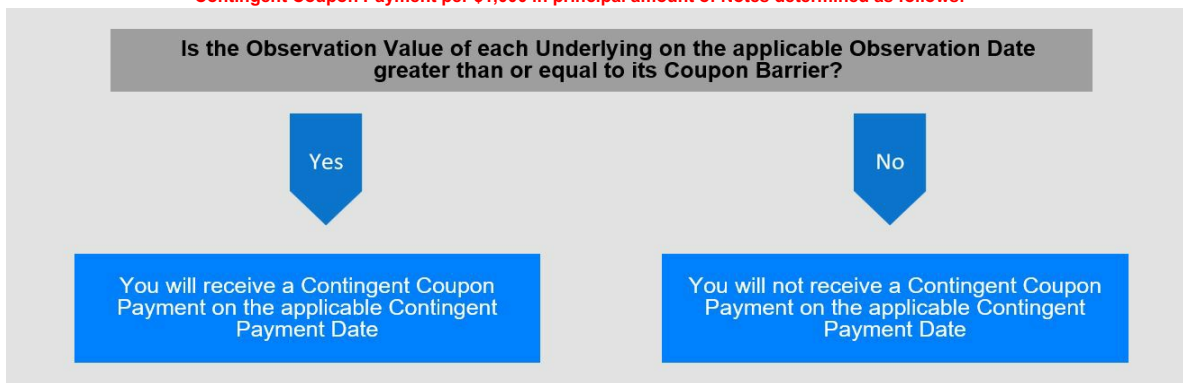 Contingent Coupon Payment per $1,000 in principal amount of Notes determined as follows:
Is the Observation Value of each Underlying on the applicable Observation Date
greater than or equal to its Coupon Barrier?
Yes
No
You will receive a Contingent Coupon
Payment on the applicable Contingent
Payment Date
You will not receive a Contingent Coupon
Payment on the applicable Contingent
Payment Date